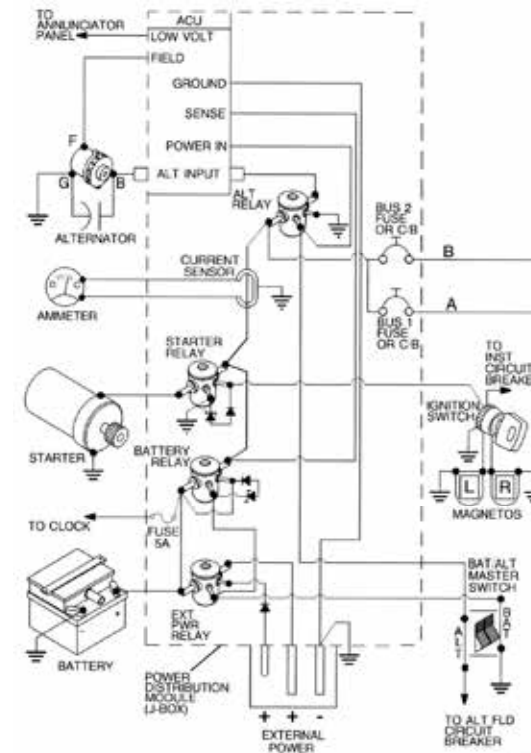 TO
ANNUNCIATOR
PANEL
ACU
LOW VOLT
FIELD
GROUND
SENSE
POWER IN
F
G
B
ALT INPUT
ALTERNATOR
ALT
RELAY
BUS 2
FUSE
OR C/B
B
CURRENT
SENSOR
A
BUS 1
FUSE
OR C/B
AMMETER
STARTER
RELAY
TO
INST
CIRCUIT
BREAKER
IGNITION
SWITCH
STARTER
BATTERY
RELAY
L
R
MAGNETOS
TO CLOCK
FUSE
5A
BAT/ALT
MASTER
SWITCH
ALT
BAT
EXT
PWR
RELAY
BATTERY
POWER
DISTRIBUTION
MODULE
(J-BOX)
+ + -
EXTERNAL
POWER
TO ALT FLD
CIRCUIT
BREAKER